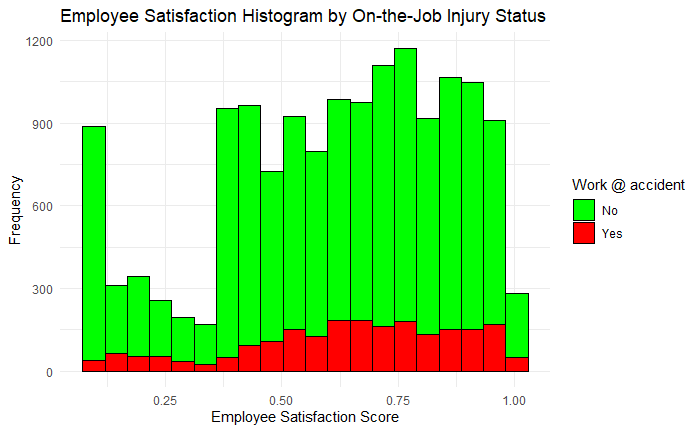 Employee Satisfaction Histogram by On-the-Job Injury Status
1200
900
600
300
0
Frequency
0.25
0.50
0.75
1.00
Employee Satisfaction Score
Work @ accident
No
Yes